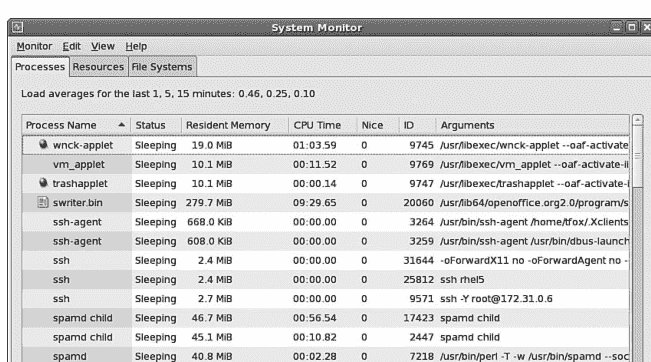 System Monitor
Monitor Edit View Help
Processes Resources File Systems
Load averages for the last 1, 5, 15 minutes: 0.46, 0.25, 0.10
Process Name Status Resident Memory CPU Time Nice ID Arguments
wnck-applet Sleeping 19.0 MiB 01:03.59 0 9745 /usr/libexec/wnck-applet --oaf-activate
vm_applet Sleeping 10.1 MiB 00:11.52 0 9769 /usr/libexec/vm_applet --oaf-activate-ii
trashapplet Sleeping 10.1 MiB 00:00.14 0 9747 /usr/libexec/trashapplet --oaf-activate-i
swriter.bin Sleeping 279.7 MiB 09:29.65 0 20060 /usr/lib64/openoffice.org2.0/program/s
ssh-agent Sleeping 668.0 KiB 00:00.00 0 3264 /usr/bin/ssh-agent /home/tfox/.Xclients
ssh-agent Sleeping 608.0 KiB 00:00.00 0 3259 /usr/bin/ssh-agent /usr/bin/dbus-launch
ssh Sleeping 2.4 MiB 00:00.00 0 31644 -oForwardX11 no -oForwardAgent no -
ssh Sleeping 2.4 MiB 00:00.00 0 25812 ssh rhel5
ssh Sleeping 2.7 MiB 00:00.00 0 9571 ssh -Y root@172.31.0.6
spamd child Sleeping 46.7 MiB 00:56.54 0 17423 spamd child
spamd child Sleeping 45.1 MiB 00:10.82 0 2447 spamd child
spamd Sleeping 40.8 MiB 00:02.28 0 7218 /usr/bin/perl -T -w /usr/bin/spamd --soc